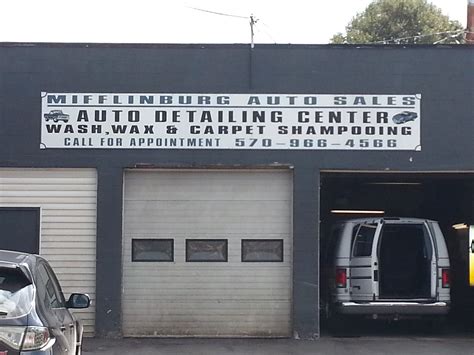 MIFFLINBURG AUTO SALES
AUTO DETAILING CENTER
WASH,WAX & CARPET SHAMPOOING
CALL FOR APPOINTMENT 570-966-4566